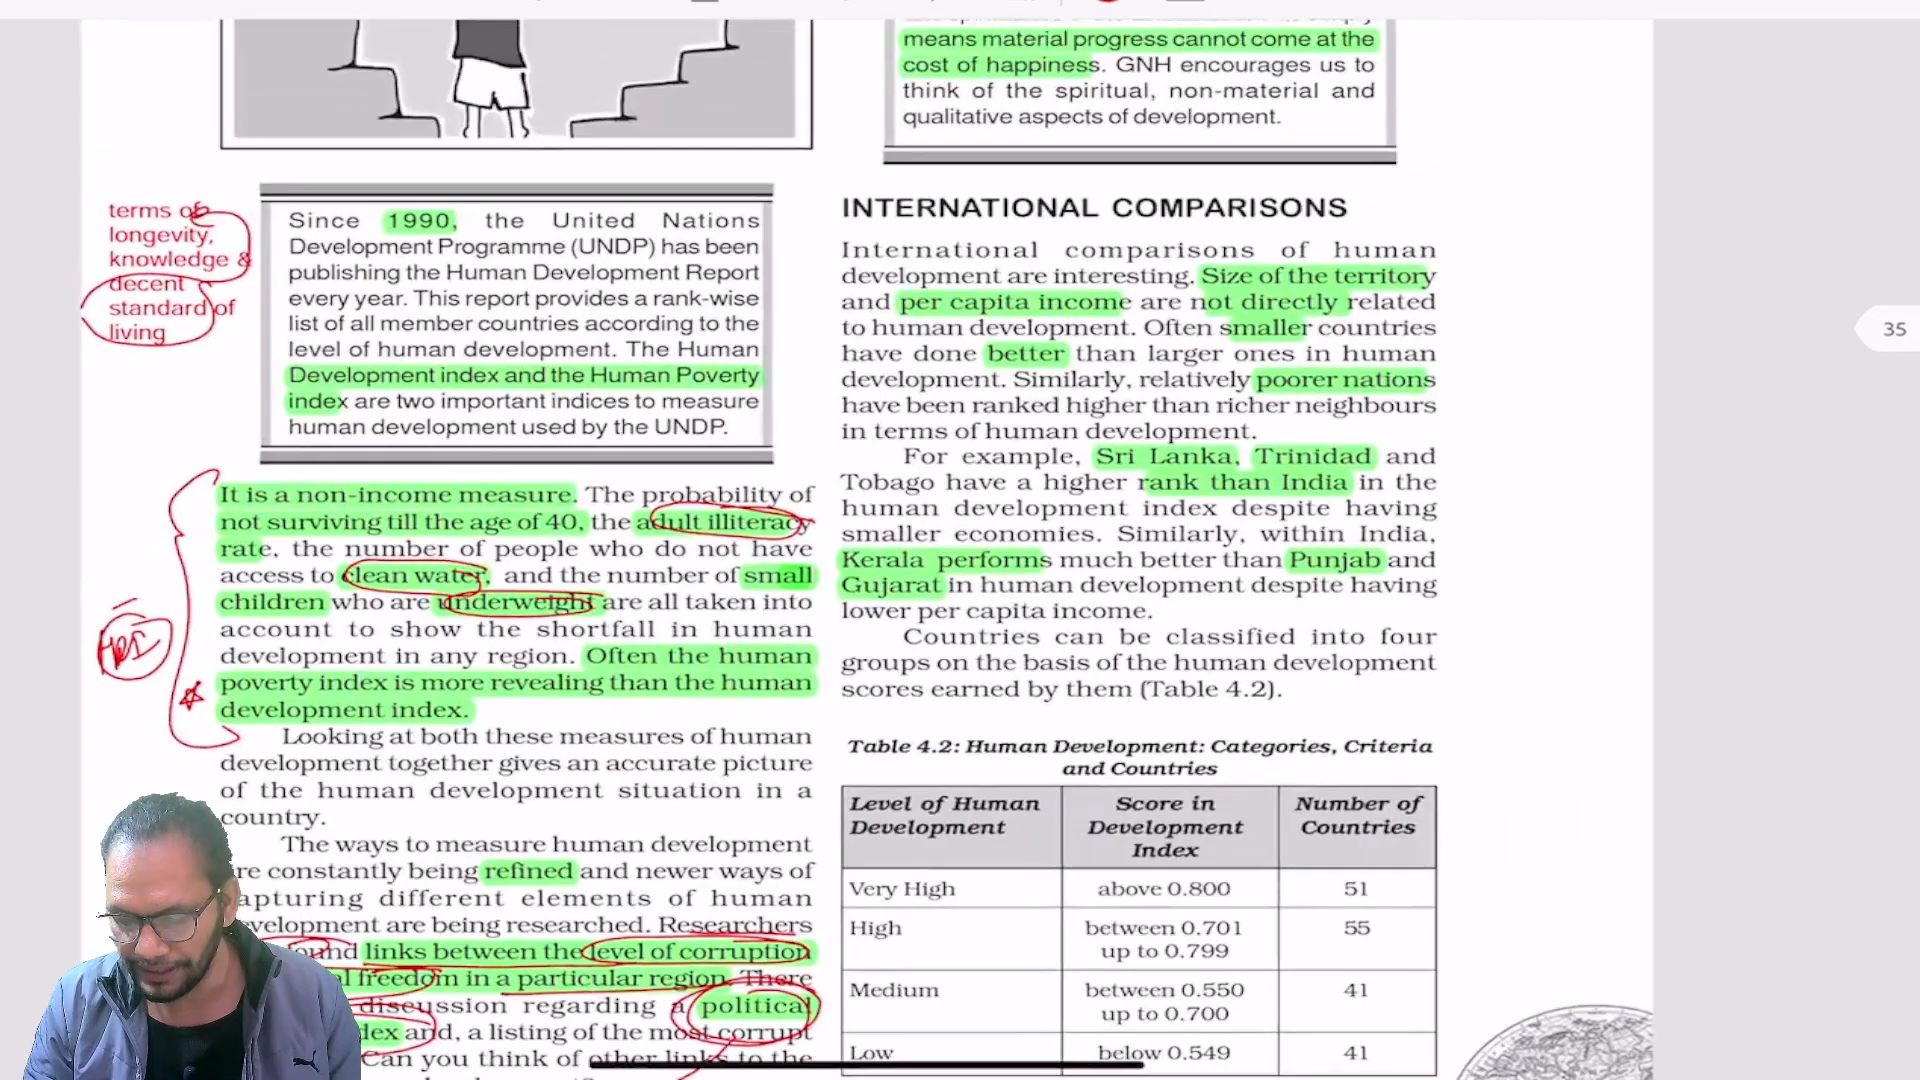 means material progress cannot come at the
cost of happiness. GNH encourages us to
think of the spiritual, non-material and
qualitative aspects of development.
terms of
longevity,
knowledge &
decent
standard of
living
Since 1990, the United Nations
Development Programme (UNDP) has been
publishing the Human Development Report
every year. This report provides a rank-wise
list of all member countries according to the
level of human development. The Human
Development index and the Human Poverty
index are two important indices to measure
human development used by the UNDP.
It is a non-income measure. The probability of
not surviving till the age of 40, the adult illiteracy
rate, the number of people who do not have
access to clean water, and the number of small
children who are underweight are all taken into
account to show the shortfall in human
development in any region. Often the human
poverty index is more revealing than the human
development index.
HPI
Looking at both these measures of human
development together gives an accurate picture
of the human development situation in a
country.
The ways to measure human development
re constantly being refined and newer ways of
apturing different elements of human
velopment are being researched. Researchers
ound links between the level of corruption
l freedom in a particular region. There
discussion regarding a political
dex and, a listing of the most corrupt
Can you think of other links to the
INTERNATIONAL COMPARISONS
International comparisons of human
development are interesting. Size of the territory
and per capita income are not directly related
to human development. Often smaller countries
have done better than larger ones in human
development. Similarly, relatively poorer nations
have been ranked higher than richer neighbours
in terms of human development.
For example, Sri Lanka, Trinidad and
Tobago have a higher rank than India in the
human development index despite having
smaller economies. Similarly, within India,
Kerala performs much better than Punjab and
Gujarat in human development despite having
lower per capita income.
Countries can be classified into four
groups on the basis of the human development
scores earned by them (Table 4.2).
Table 4.2: Human Development: Categories, Criteria
and Countries
Level of Human Development Score in Development Index Number of Countries
Very High above 0.800 51
High between 0.701 up to 0.799 55
Medium between 0.550 up to 0.700 41
Low below 0.549 41
35